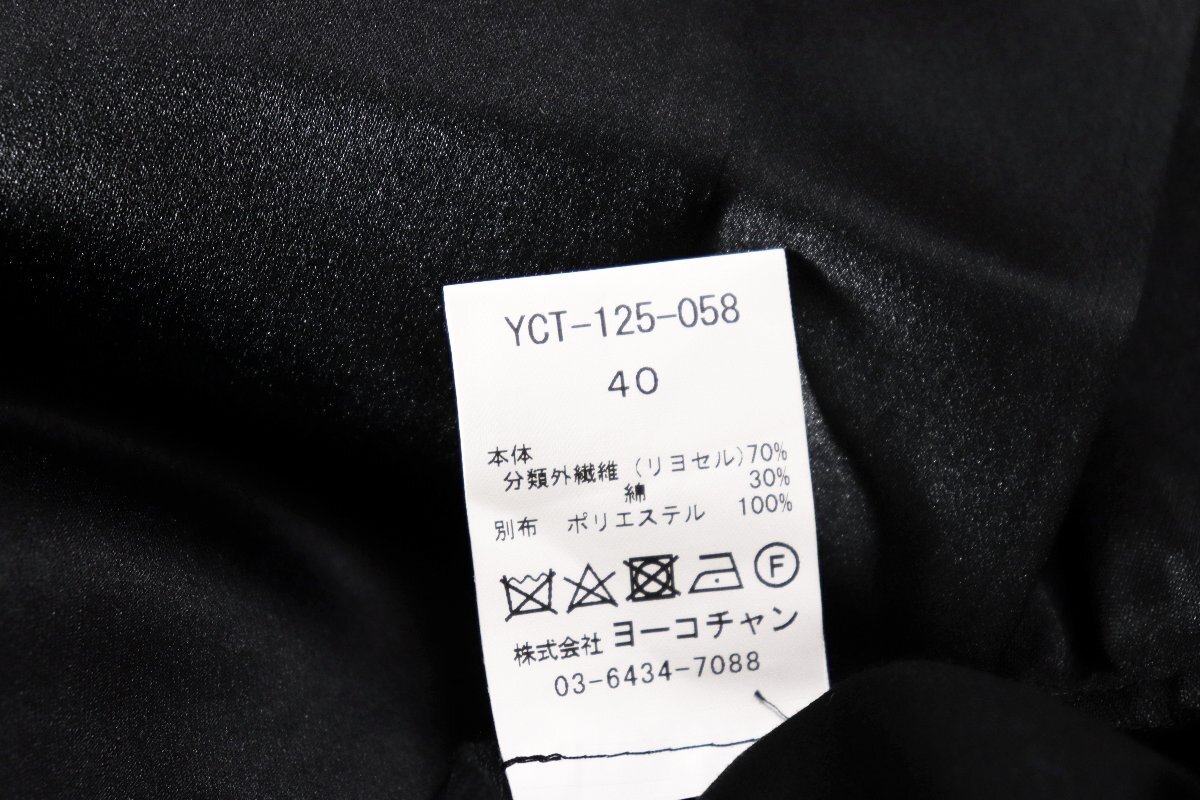 YCT-125-058
40
本体
分類外繊維 (リヨセル)70%
綿 30%
別布 ポリエステル 100%
F
株式会社 ヨーコチャン
03-6434-7088